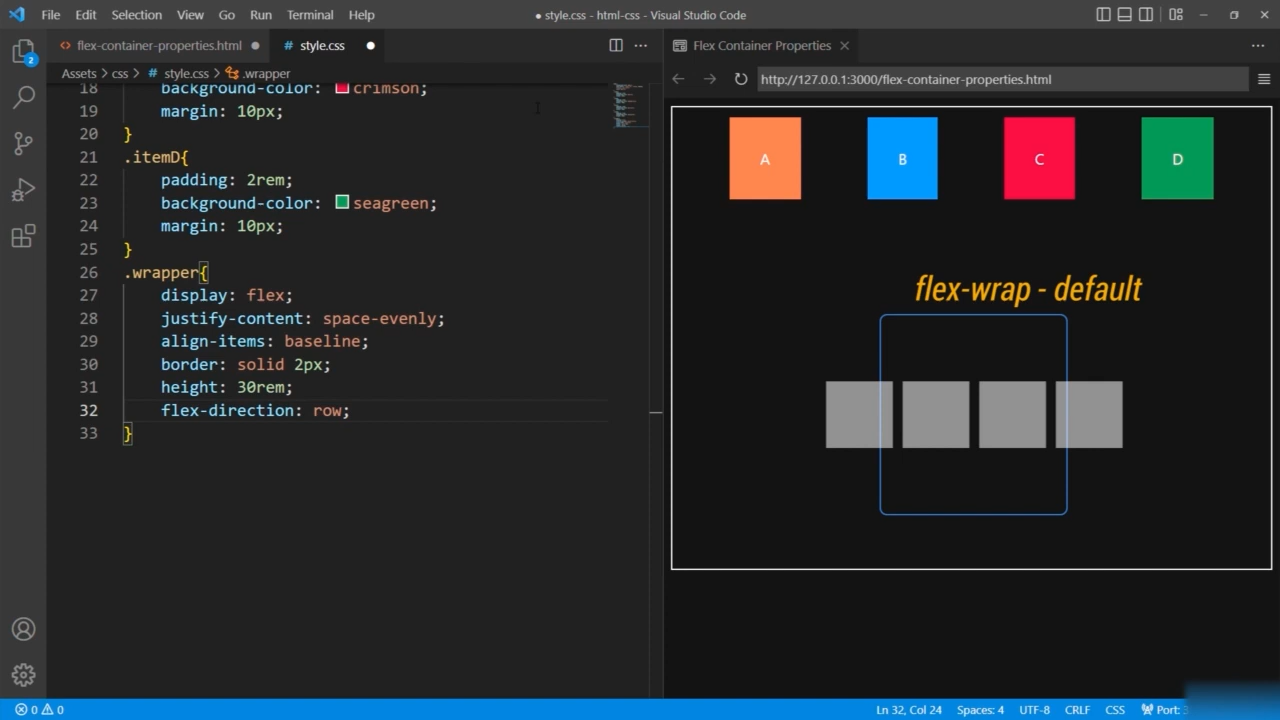 File Edit Selection View Go Run Terminal Help
● style.css - html-css - Visual Studio Code
flex-container-properties.html ●
# style.css ●
Flex Container Properties
Assets > css > # style.css > .wrapper
http://127.0.0.1:3000/flex-container-properties.html
2
18 background-color: crimson;
19 margin: 10px;
20 }
21 .itemD{
22 padding: 2rem;
23 background-color: seagreen;
24 margin: 10px;
25 }
26 .wrapper{
27 display: flex;
28 justify-content: space-evenly;
29 align-items: baseline;
30 border: solid 2px;
31 height: 30rem;
32 flex-direction: row;
33 }
A B C D
flex-wrap - default
0 0
Ln 32, Col 24 Spaces: 4 UTF-8 CRLF CSS Port: